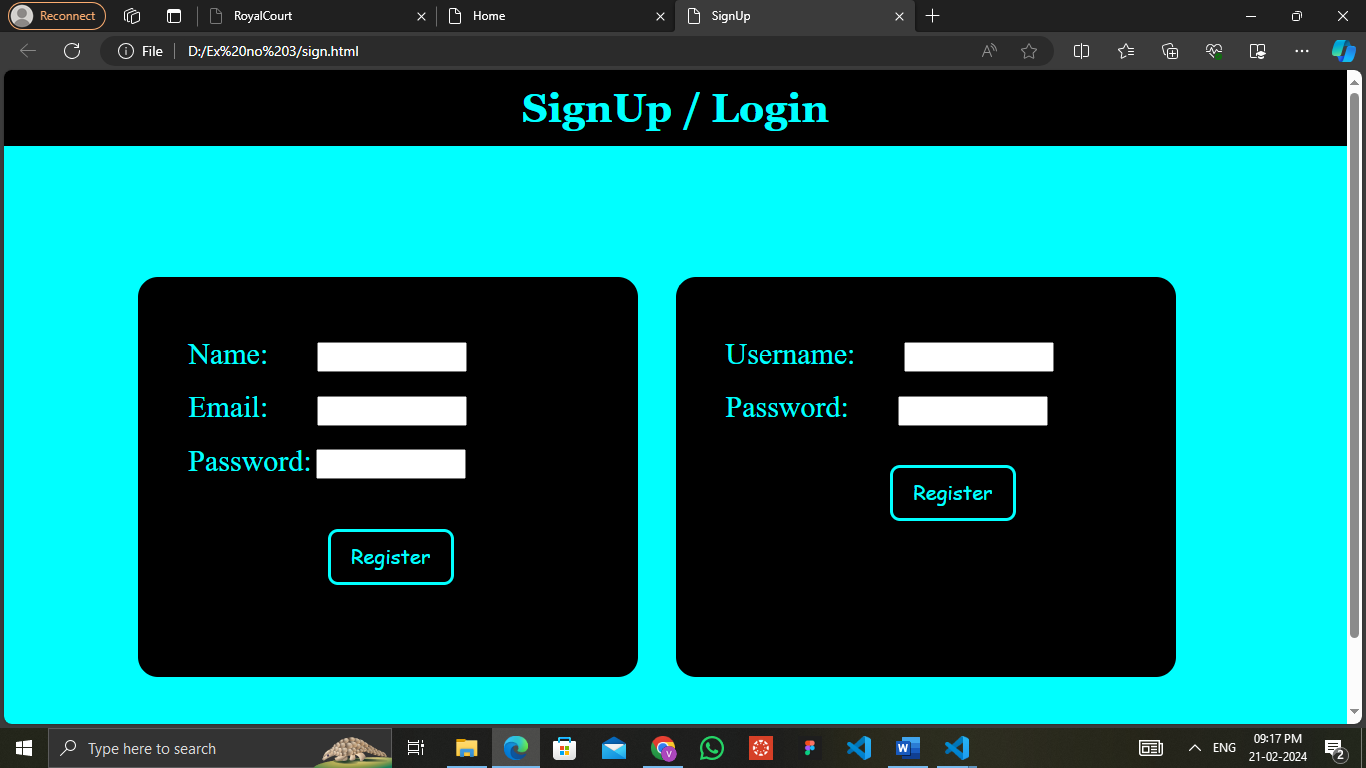 Reconnect
RoyalCourt
Home
SignUp
File
D:/Ex%20no%203/sign.html
SignUp / Login
Name:
Email:
Password:
Register
Username:
Password:
Register
Type here to search
V
W
ENG
09:17 PM
21-02-2024
2